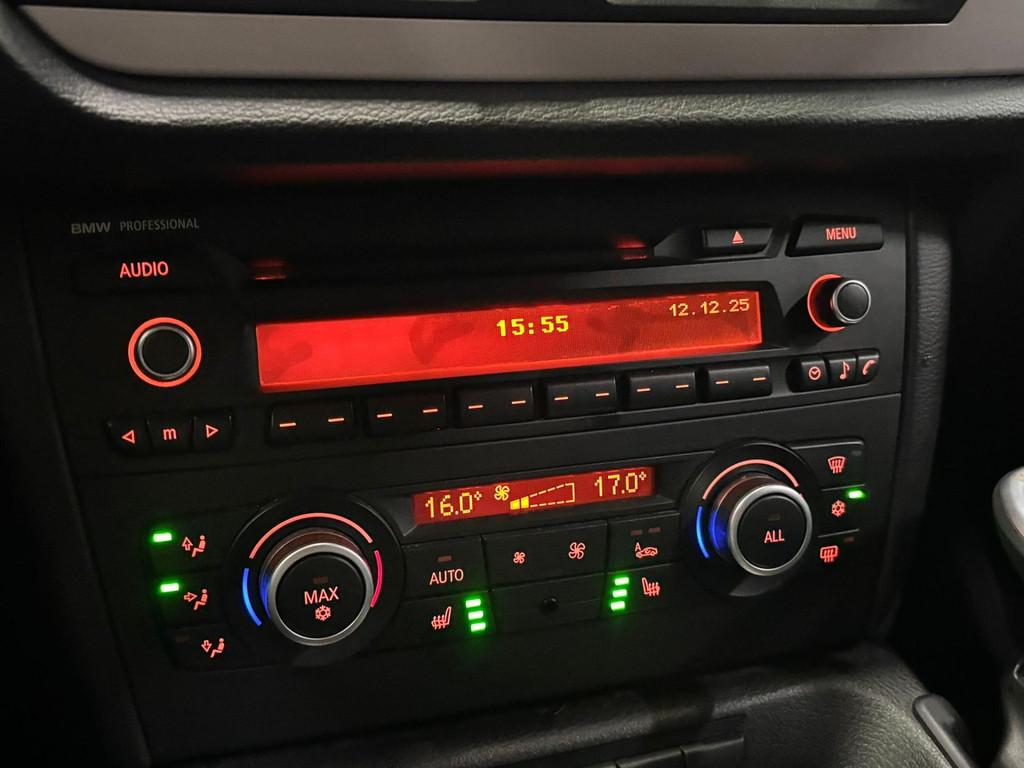 BMW PROFESSIONAL
MENU
AUDIO
15:55
12.12.25
m
16.0°
17.0°
MAX
AUTO
A
ALL